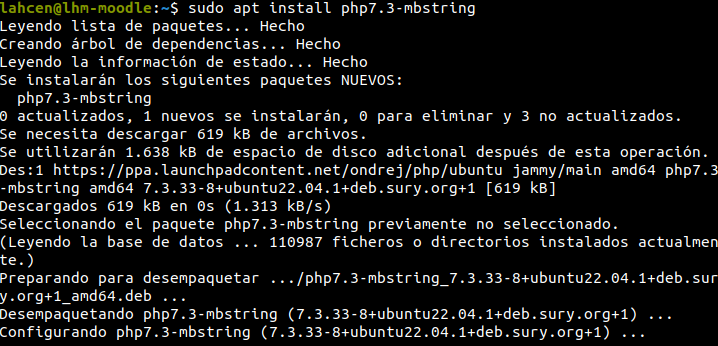 lahcen@lhm-moodle:~$ sudo apt install php7.3-mbstring
Leyendo lista de paquetes... Hecho
Creando árbol de dependencias... Hecho
Leyendo la información de estado... Hecho
Se instalarán los siguientes paquetes NUEVOS:
  php7.3-mbstring
0 actualizados, 1 nuevos se instalarán, 0 para eliminar y 3 no actualizados.
Se necesita descargar 619 kB de archivos.
Se utilizarán 1.638 kB de espacio de disco adicional después de esta operación.
Des:1 https://ppa.launchpadcontent.net/ondrej/php/ubuntu jammy/main amd64 php7.3
-mbstring amd64 7.3.33-8+ubuntu22.04.1+deb.sury.org+1 [619 kB]
Descargados 619 kB en 0s (1.313 kB/s)
Seleccionando el paquete php7.3-mbstring previamente no seleccionado.
(Leyendo la base de datos ... 110987 ficheros o directorios instalados actualmen
te.)
Preparando para desempaquetar .../php7.3-mbstring_7.3.33-8+ubuntu22.04.1+deb.sur
y.org+1_amd64.deb ...
Desempaquetando php7.3-mbstring (7.3.33-8+ubuntu22.04.1+deb.sury.org+1) ...
Configurando php7.3-mbstring (7.3.33-8+ubuntu22.04.1+deb.sury.org+1) ...